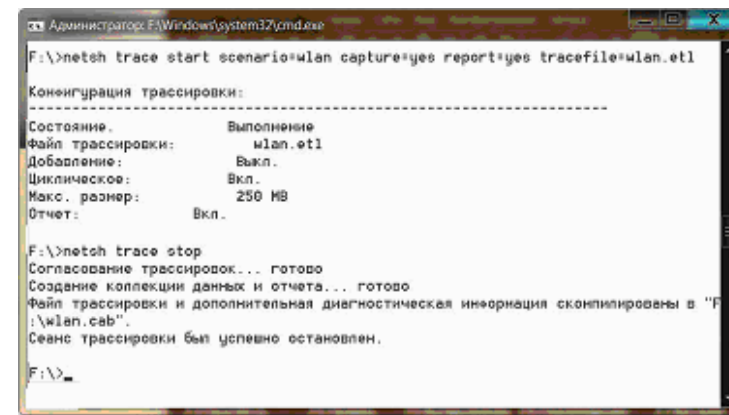 Администратор: F:\Windows\system32\cmd.exe
F:\>netsh trace start scenario=wlan capture=yes report=yes tracefile=wlan.etl
Конфигурация трассировки:
-------------------------------------------------------------------
Состояние. Выполнение
Файл трассировки: wlan.etl
Добавление: Выкл.
Циклическое: Вкл.
Макс. размер: 250 MB
Отчет: Вкл.
F:\>netsh trace stop
Согласование трассировок... готово
Создание коллекции данных и отчета... готово
Файл трассировки и дополнительная диагностическая информация скомпилированы в "F
:\wlan.cab".
Сеанс трассировки был успешно остановлен.
F:\>_